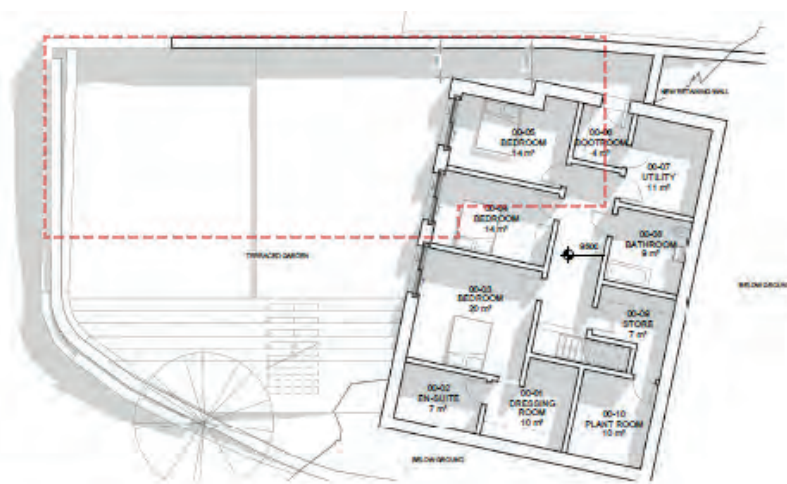 NEW RETAINING WALL
00-05
BEDROOM
14 m²
00-06
BOOTROOM
4 m²
00-07
UTILITY
11 m²
00-04
BEDROOM
14 m²
00-08
BATHROOM
9 m²
TERRACED GARDEN
9500
00-03
BEDROOM
20 m²
BELOW GROUND
00-09
STORE
7 m²
00-02
EN-SUITE
7 m²
00-01
DRESSING
ROOM
10 m²
00-10
PLANT ROOM
10 m²
BELOW GROUND